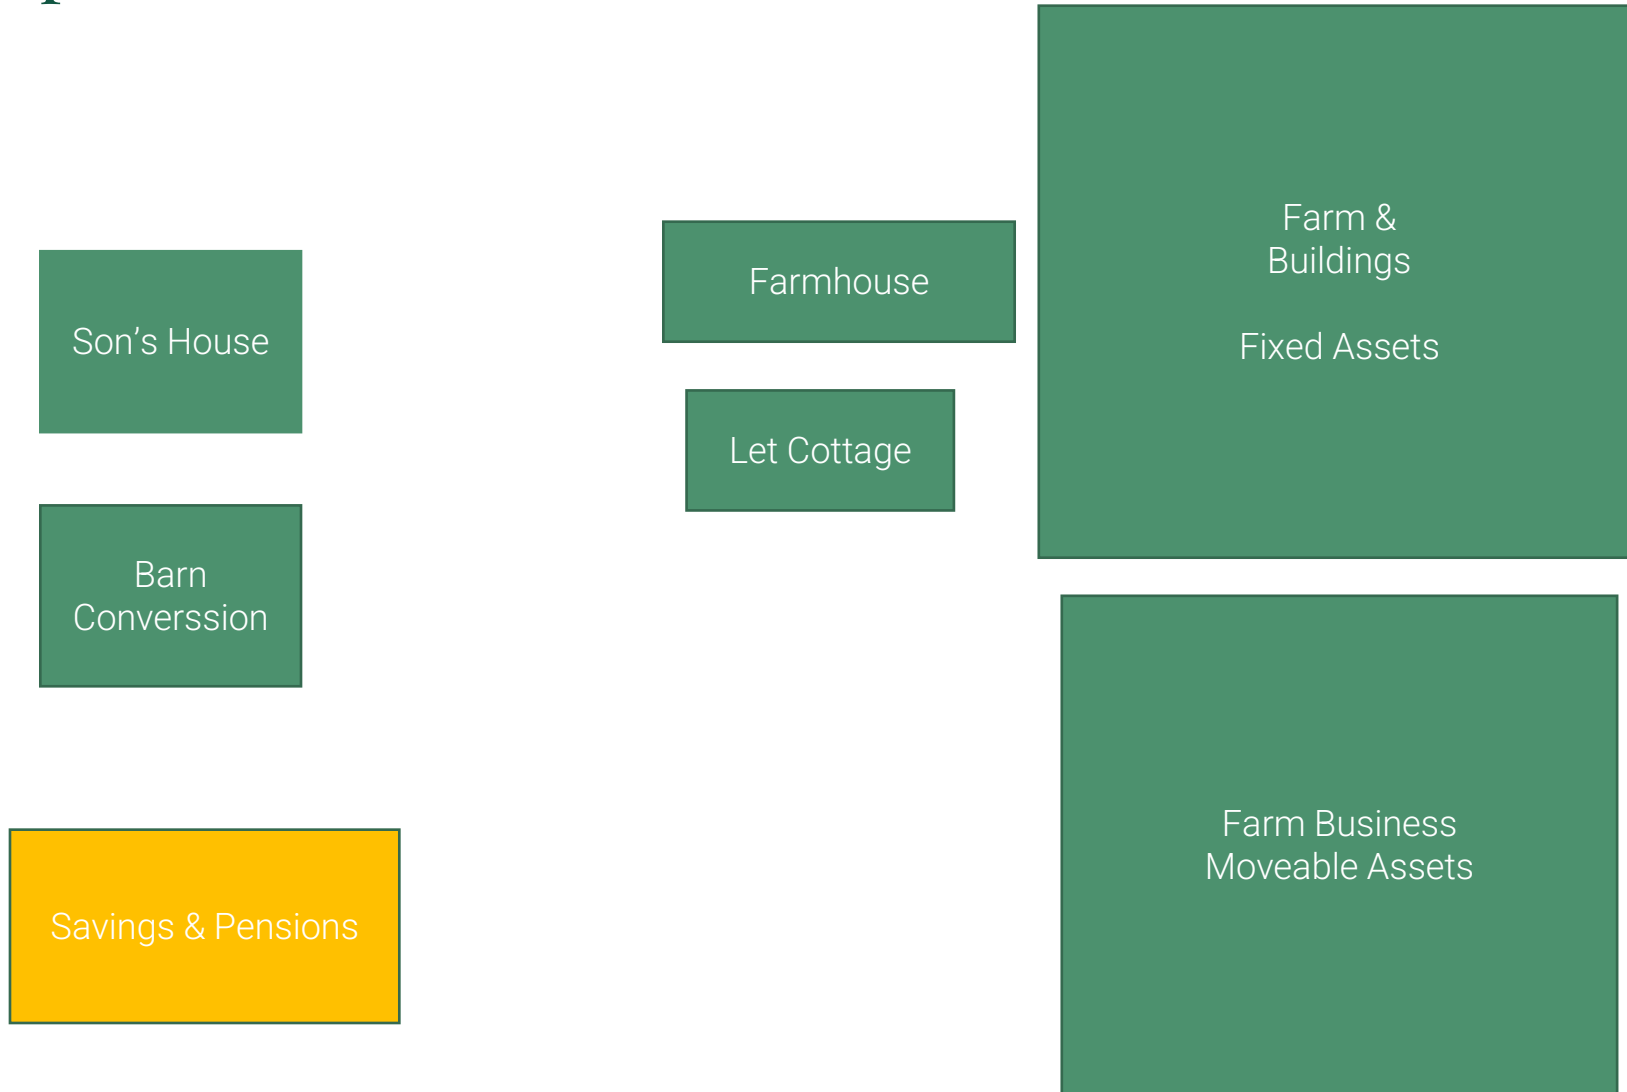 Farm &
Buildings
Fixed Assets
Farmhouse
Son's House
Let Cottage
Barn
Converssion
Farm Business
Moveable Assets
Savings & Pensions